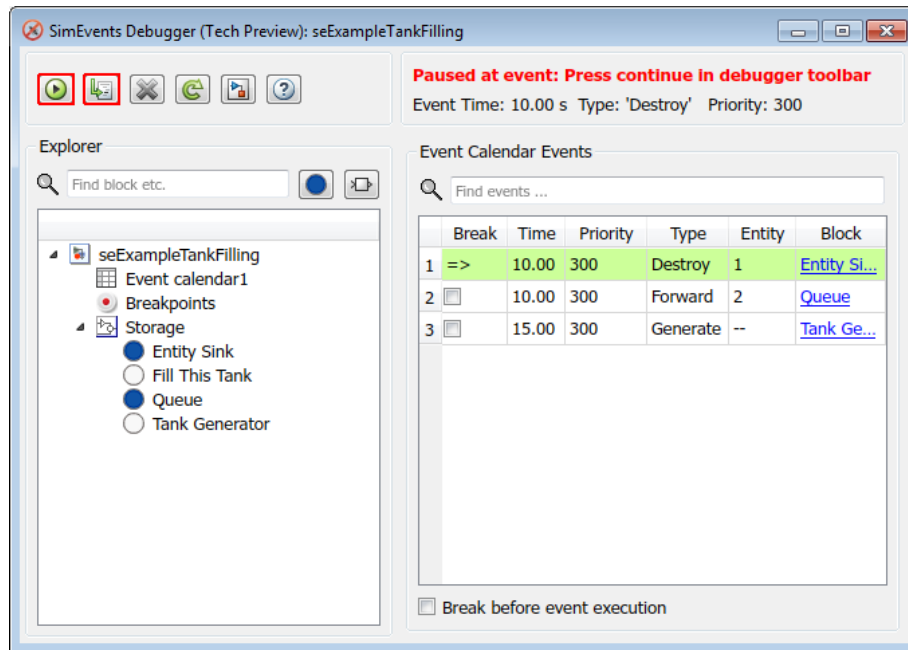 SimEvents Debugger (Tech Preview): seExampleTankFilling
Paused at event: Press continue in debugger toolbar
Event Time: 10.00 s Type: 'Destroy' Priority: 300
Explorer
Find block etc.
seExampleTankFilling
Event calendar1
Breakpoints
Storage
Entity Sink
Fill This Tank
Queue
Tank Generator
Event Calendar Events
Find events ...
Break Time Priority Type Entity Block
1 => 10.00 300 Destroy 1 Entity Si...
2 10.00 300 Forward 2 Queue
3 15.00 300 Generate -- Tank Ge...
Break before event execution